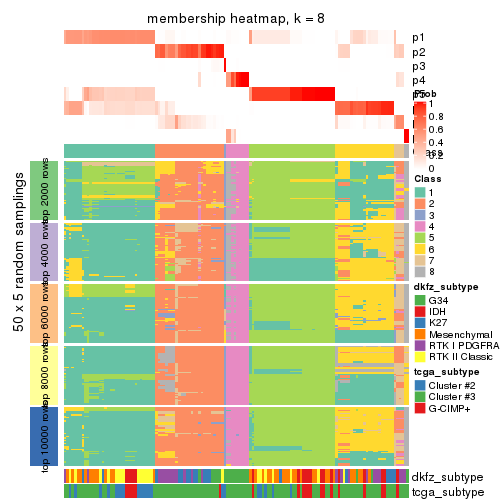 membership heatmap, k = 8
p1
p2
p3
p4
Prob
1
0.8
0.6
0.4
0.2
0
Class
1
2
3
4
5
6
7
8
dkfz_subtype
G34
IDH
K27
Mesenchymal
RTK I PDGFRA
RTK II Classic
tcga_subtype
Cluster #2
Cluster #3
G-CIMP+
50 x 5 random samplings
top 2000 rows
top 4000 rows
top 6000 rows
top 8000 rows
top 10000 rows
dkfz_subtype
tcga_subtype